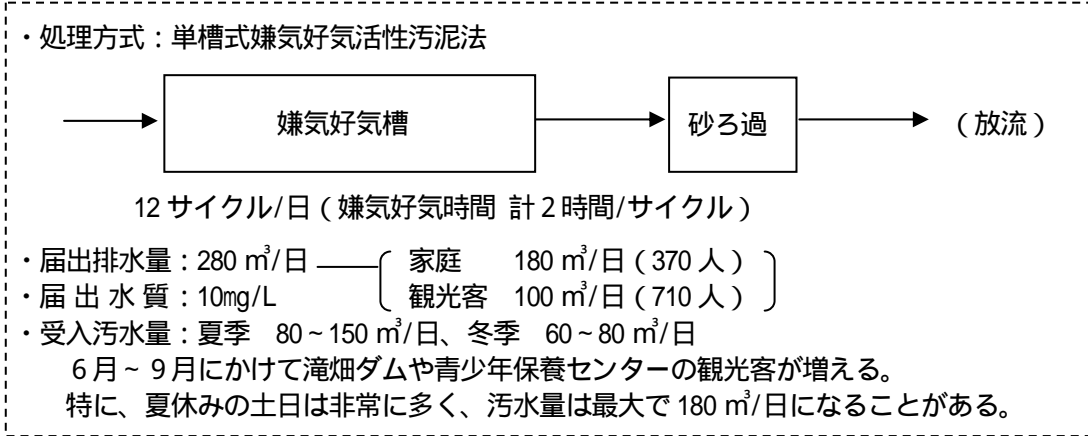 ・処理方式：単槽式嫌気好気活性汚泥法
嫌気好気槽 砂ろ過 （放流）
12サイクル/日（嫌気好気時間 計2時間/サイクル）
・届出排水量：280 ㎥/日 家庭 180 ㎥/日（370 人）
・届出水質：10mg/L 観光客 100 ㎥/日（710 人）
・受入汚水量：夏季 80～150 ㎥/日、冬季 60～80 ㎥/日
6月～9月にかけて滝畑ダムや青少年保養センターの観光客が増える。
特に、夏休みの土日は非常に多く、汚水量は最大で180 ㎥/日になることがある。